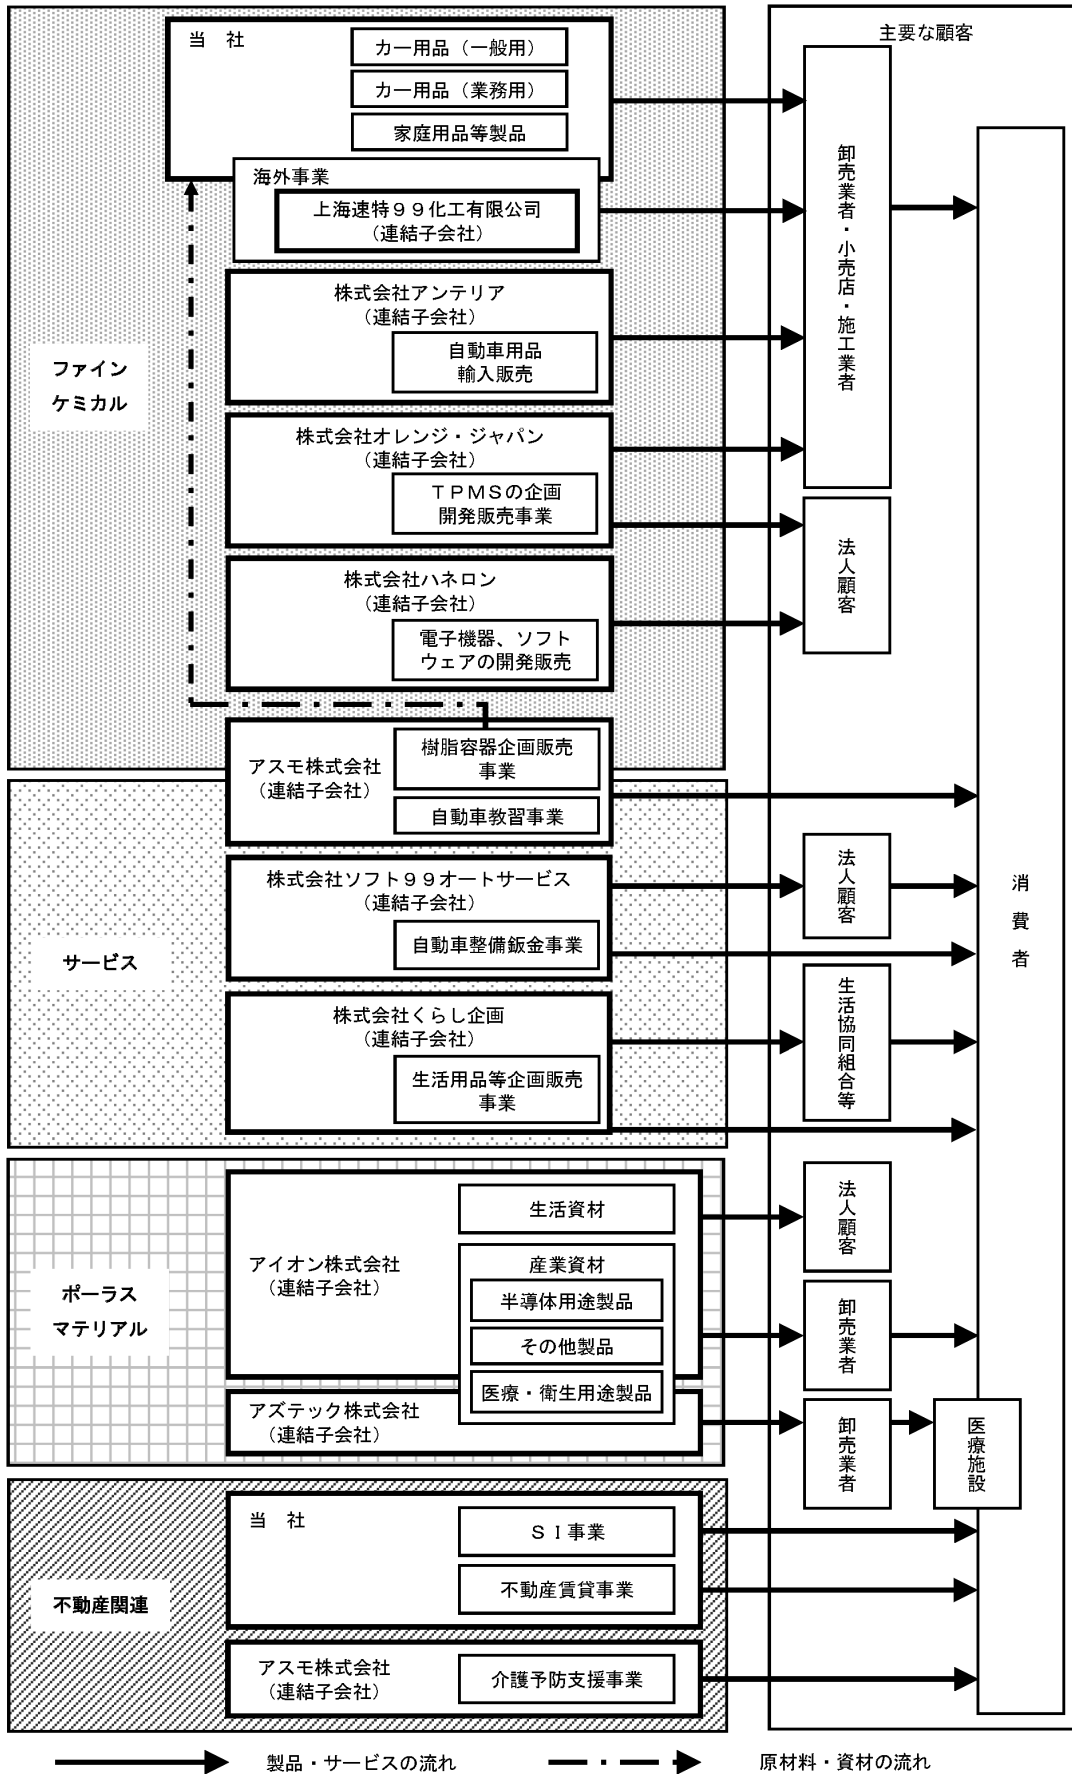 主要な顧客
当　社
カー用品（一般用）
カー用品（業務用）
家庭用品等製品
海外事業
上海速特９９化工有限公司
（連結子会社）
株式会社アンテリア
（連結子会社）
自動車用品
輸入販売
ファイン
ケミカル
株式会社オレンジ・ジャパン
（連結子会社）
ＴＰＭＳの企画
開発販売事業
株式会社ハネロン
（連結子会社）
電子機器、ソフト
ウェアの開発販売
卸売業者・小売店・施工業者
法人顧客
アスモ株式会社
（連結子会社）
樹脂容器企画販売
事業
自動車教習事業
サービス
株式会社ソフト９９オートサービス
（連結子会社）
自動車整備鈑金事業
法人顧客
株式会社くらし企画
（連結子会社）
生活用品等企画販売
事業
生活協同組合等
消費者
ポーラス
マテリアル
アイオン株式会社
（連結子会社）
生活資材
産業資材
半導体用途製品
その他製品
医療・衛生用途製品
アズテック株式会社
（連結子会社）
法人顧客
卸売業者
卸売業者
医療施設
不動産関連
当　社
ＳＩ事業
不動産賃貸事業
アスモ株式会社
（連結子会社）
介護予防支援事業
製品・サービスの流れ
原材料・資材の流れ